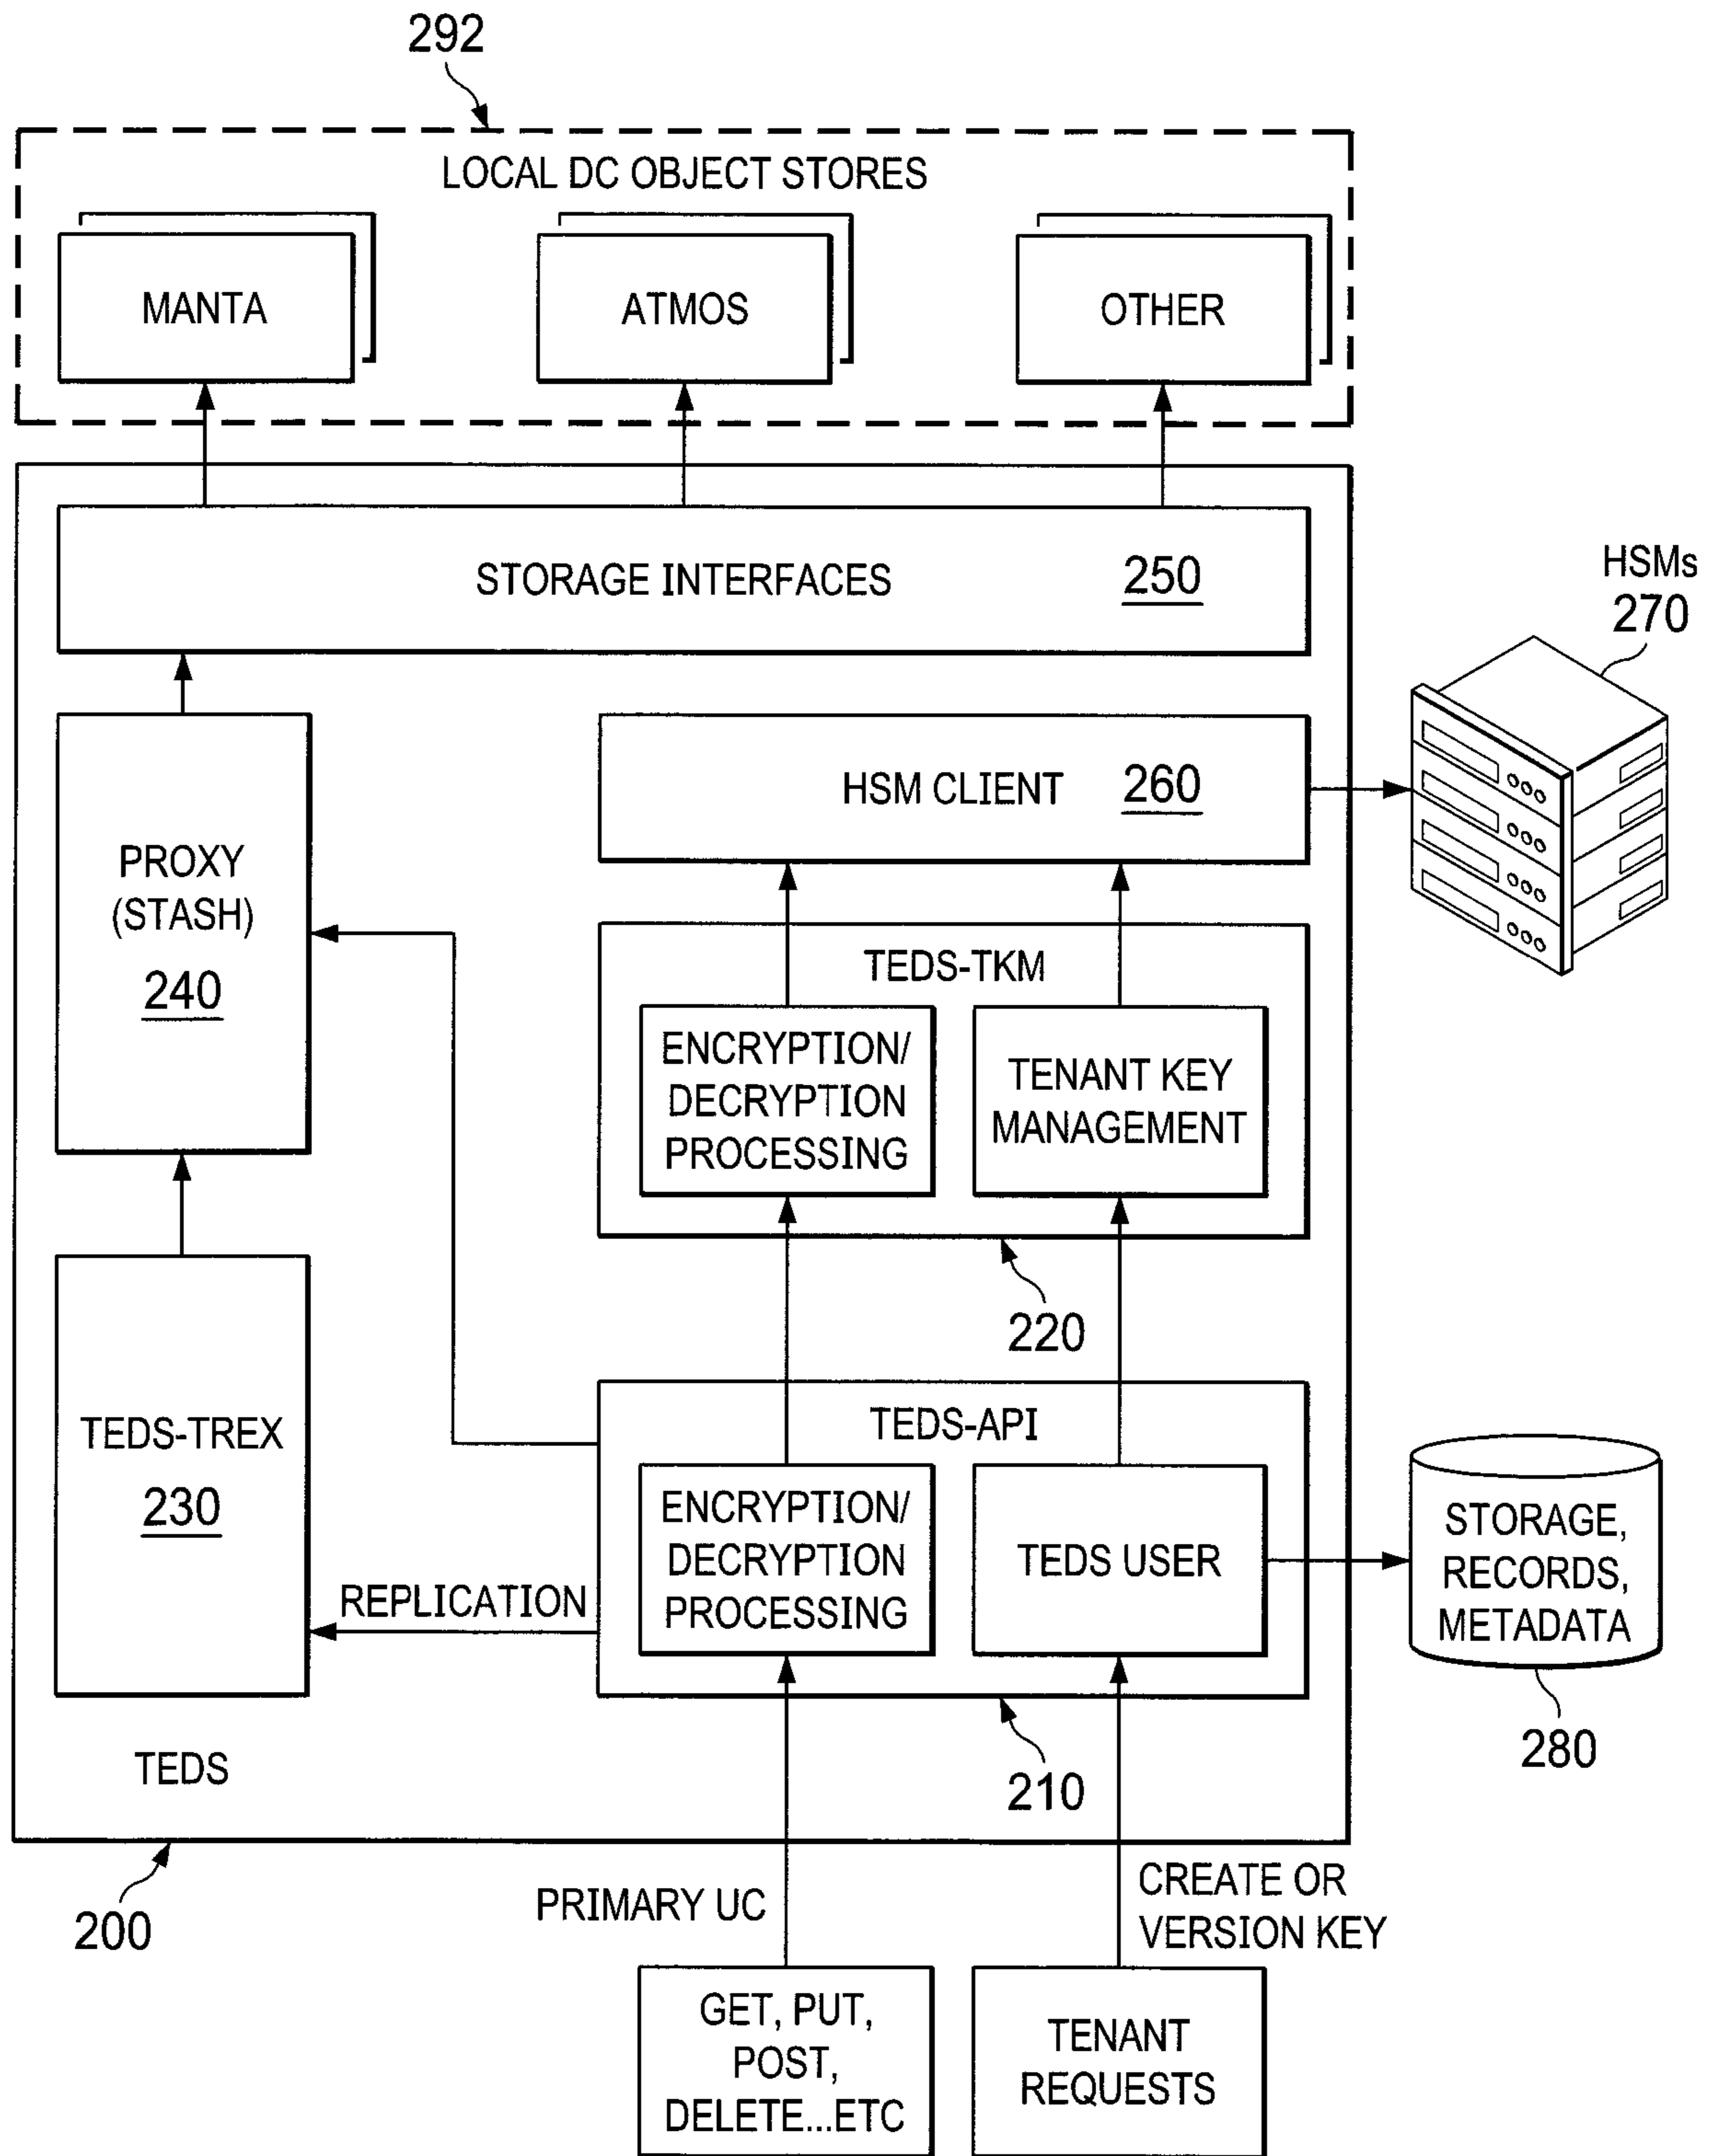 292
LOCAL DC OBJECT STORES
MANTA
ATMOS
OTHER
STORAGE INTERFACES 250
HSMs
270
HSM CLIENT 260
PROXY
(STASH)
240
TEDS-TKM
ENCRYPTION/
DECRYPTION
PROCESSING
TENANT KEY
MANAGEMENT
220
TEDS-TREX
230
TEDS-API
ENCRYPTION/
DECRYPTION
PROCESSING
TEDS USER
STORAGE,
RECORDS,
METADATA
REPLICATION
280
TEDS
210
200
PRIMARY UC
CREATE OR
VERSION KEY
GET, PUT,
POST,
DELETE...ETC
TENANT
REQUESTS